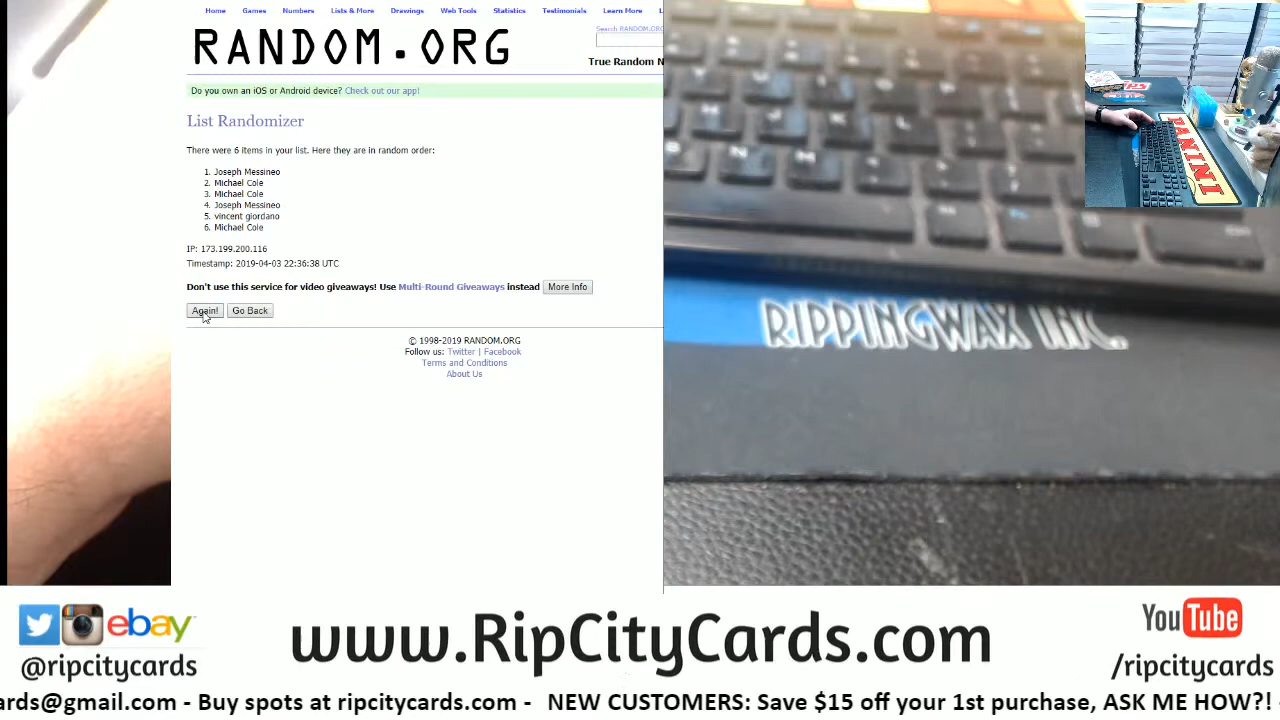 Home Games Numbers Lists & More Drawings Web Tools Statistics Testimonials Learn More L
RANDOM.ORG
Search RANDOM.ORG
True Random N
Do you own an iOS or Android device? Check out our app!
List Randomizer
There were 6 items in your list. Here they are in random order:
1. Joseph Messineo
2. Michael Cole
3. Michael Cole
4. Joseph Messineo
5. vincent giordano
6. Michael Cole
IP: 173.199.200.116
Timestamp: 2019-04-03 22:36:38 UTC
Don't use this service for video giveaways! Use Multi-Round Giveaways instead More Info
Again! Go Back
© 1998-2019 RANDOM.ORG
Follow us: Twitter | Facebook
Terms and Conditions
About Us
RIPPINGWAX INC.
PANINI
ebay
@ripcitycards
www.RipCityCards.com
YouTube
/ripcitycards
ards@gmail.com - Buy spots at ripcitycards.com - NEW CUSTOMERS: Save $15 off your 1st purchase, ASK ME HOW?! -